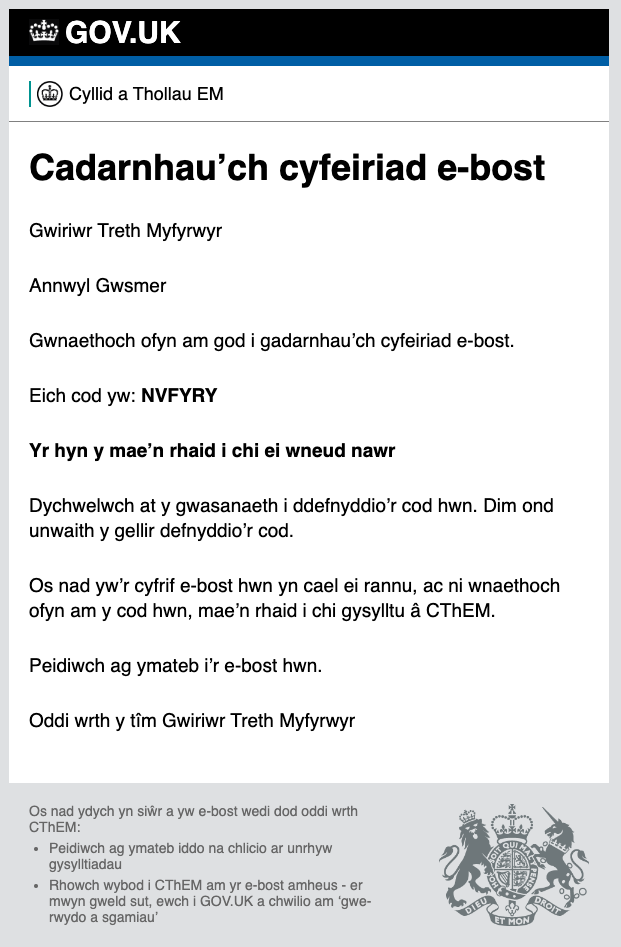 GOV.UK
Cyllid a Thollau EM
Cadarnhau’ch cyfeiriad e-bost
Gwiriwr Treth Myfyrwyr
Annwyl Gwsmer
Gwnaethoch ofyn am god i gadarnhau’ch cyfeiriad e-bost.
Eich cod yw: NVFYRY
Yr hyn y mae’n rhaid i chi ei wneud nawr
Dychwelwch at y gwasanaeth i ddefnyddio’r cod hwn. Dim ond
unwaith y gellir defnyddio’r cod.
Os nad yw’r cyfrif e-bost hwn yn cael ei rannu, ac ni wnaethoch
ofyn am y cod hwn, mae’n rhaid i chi gysylltu â CThEM.
Peidiwch ag ymateb i’r e-bost hwn.
Oddi wrth y tîm Gwiriwr Treth Myfyrwyr
Os nad ydych yn siŵr a yw e-bost wedi dod oddi wrth
CThEM:
• Peidiwch ag ymateb iddo na chlicio ar unrhyw
gysylltiadau
• Rhowch wybod i CThEM am yr e-bost amheus - er
mwyn gweld sut, ewch i GOV.UK a chwilio am ‘gwe-
rwydo a sgamiau’
DIEU ET MON DROIT